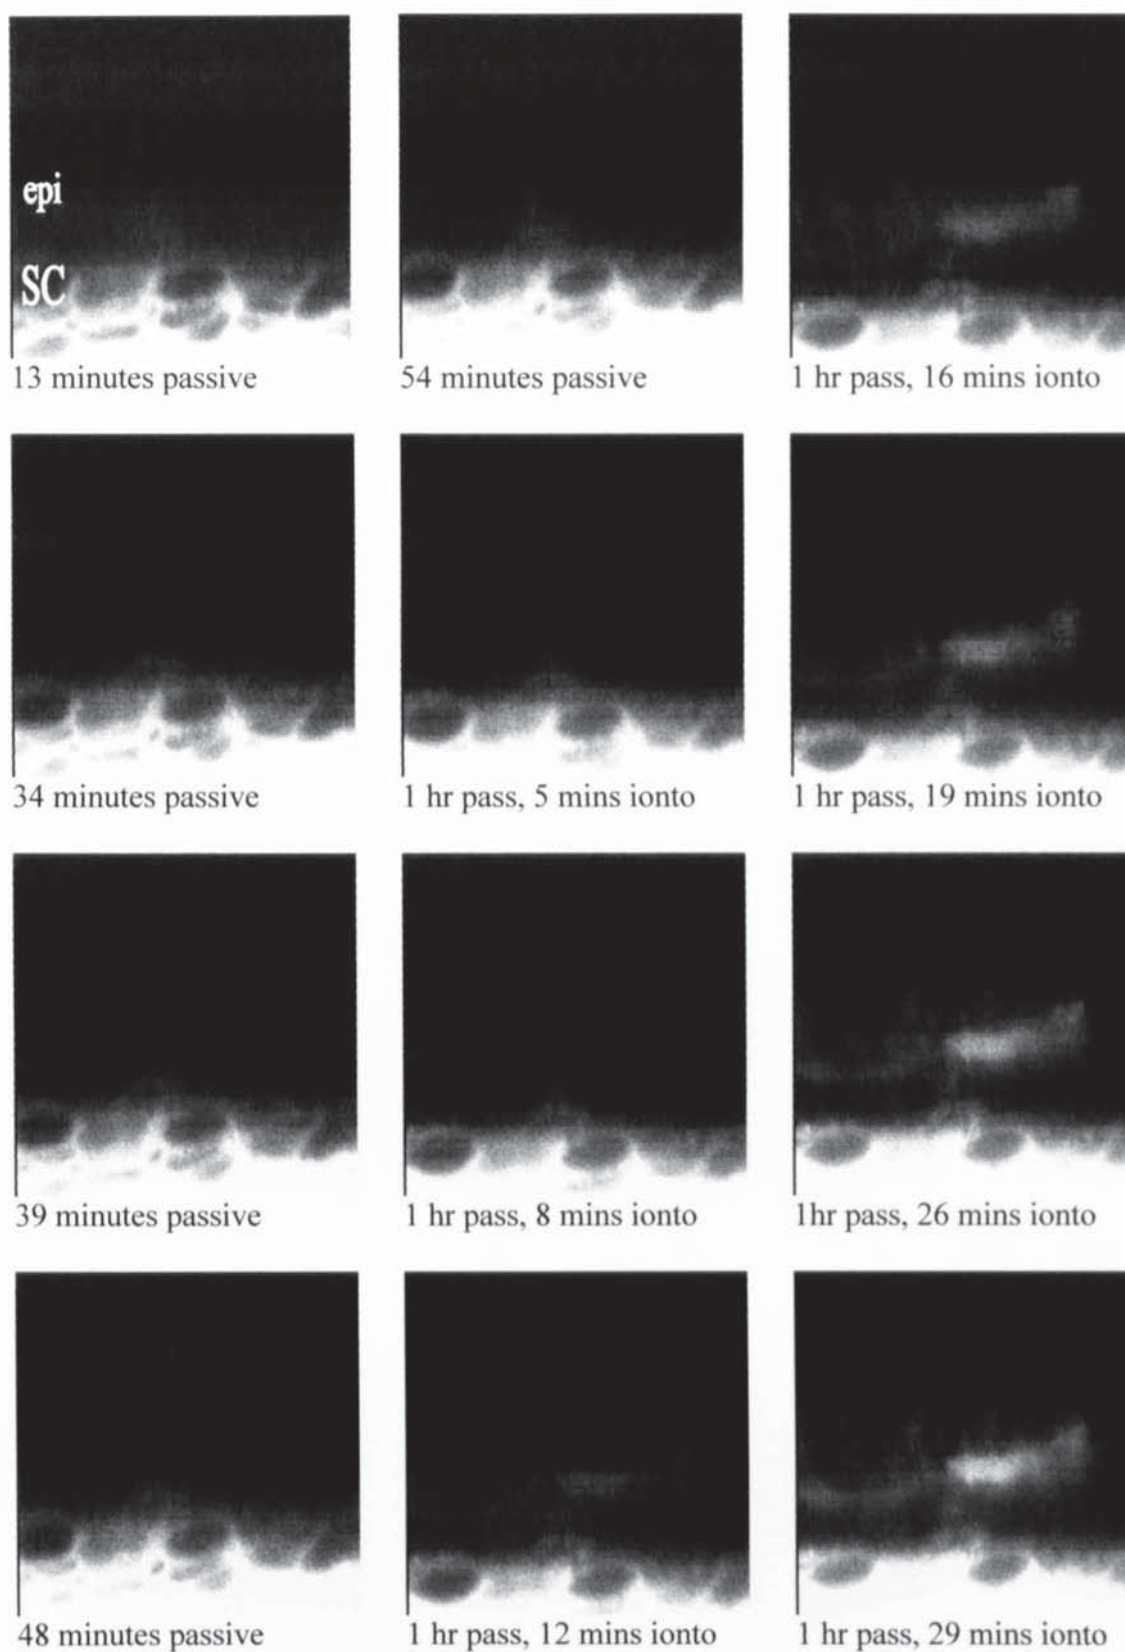 epi
SC
13 minutes passive
54 minutes passive
1 hr pass, 16 mins ionto
34 minutes passive
1 hr pass, 5 mins ionto
1 hr pass, 19 mins ionto
39 minutes passive
1 hr pass, 8 mins ionto
1hr pass, 26 mins ionto
48 minutes passive
1 hr pass, 12 mins ionto
1 hr pass, 29 mins ionto